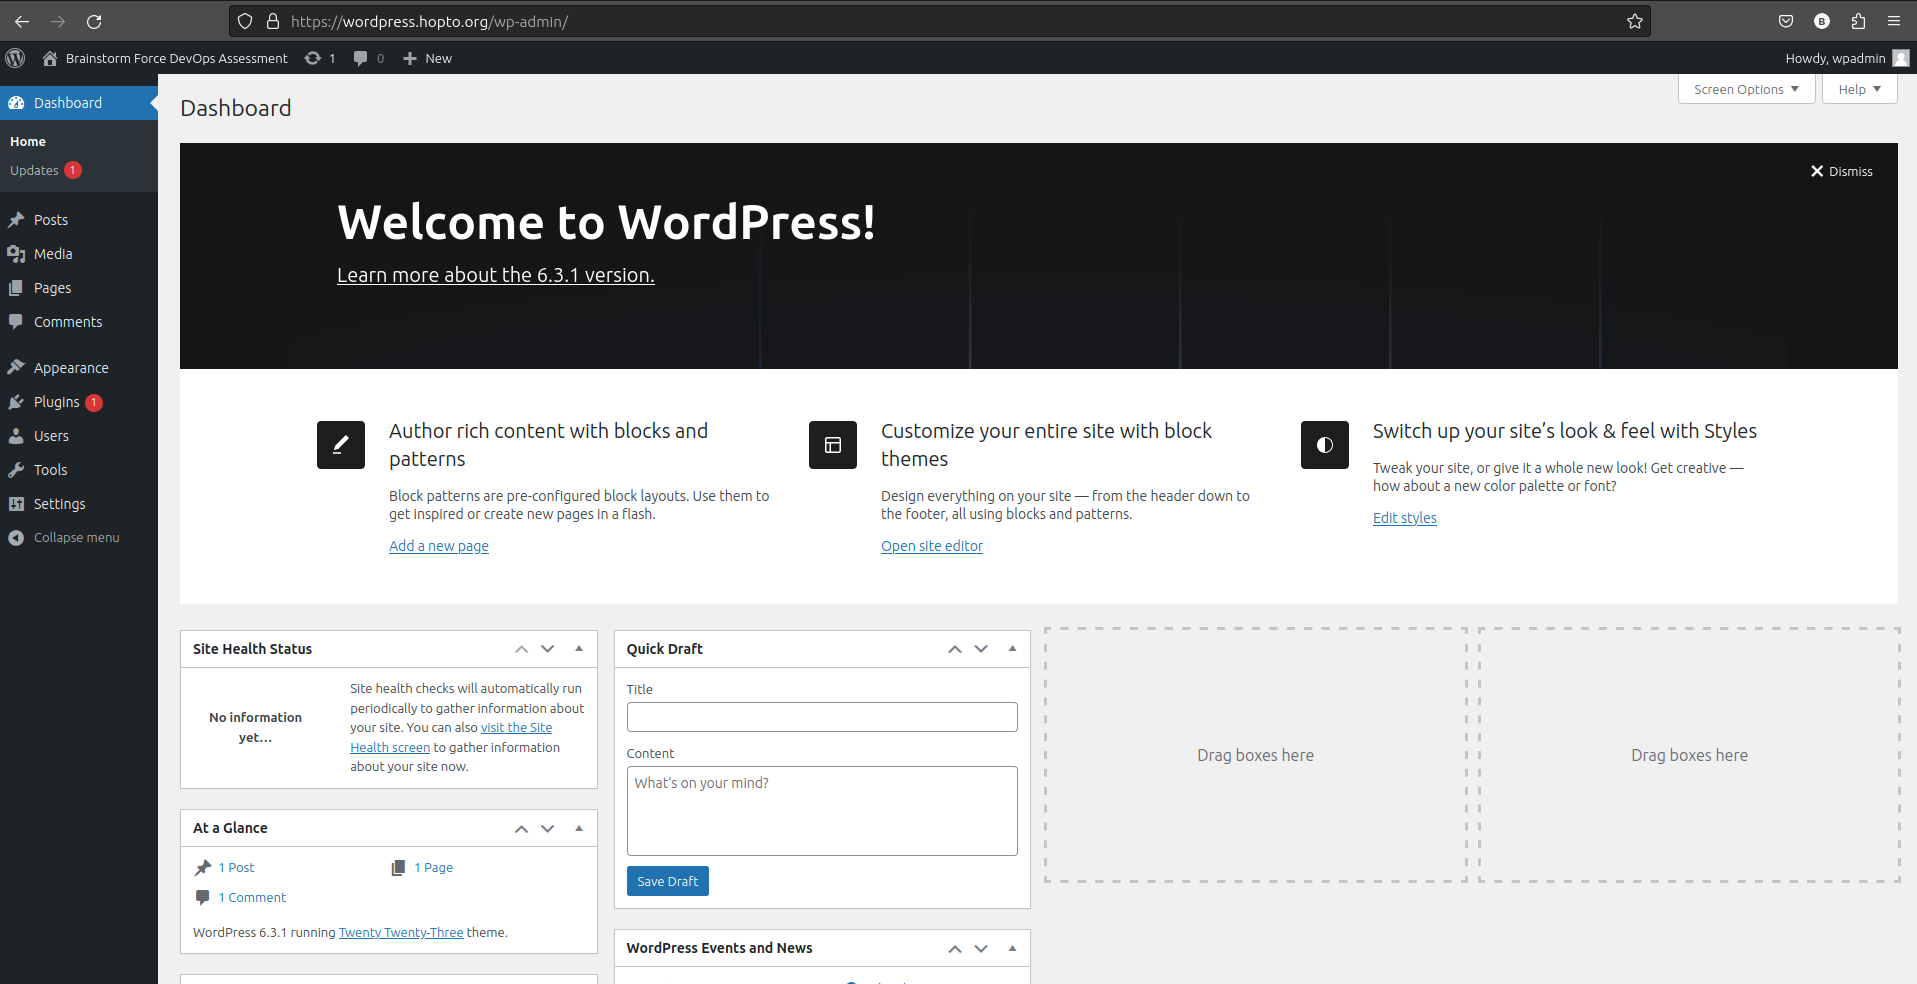 https://wordpress.hopto.org/wp-admin/
B
Brainstorm Force DevOps Assessment 1 0 New
Howdy, wpadmin
Dashboard
Home
Updates 1
Posts
Media
Pages
Comments
Appearance
Plugins 1
Users
Tools
Settings
Collapse menu
Dashboard
Screen Options
Help
Dismiss
Welcome to WordPress!
Learn more about the 6.3.1 version.
Author rich content with blocks and
patterns
Block patterns are pre-configured block layouts. Use them to
get inspired or create new pages in a flash.
Add a new page
Customize your entire site with block
themes
Design everything on your site — from the header down to
the footer, all using blocks and patterns.
Open site editor
Switch up your site’s look & feel with Styles
Tweak your site, or give it a whole new look! Get creative —
how about a new color palette or font?
Edit styles
Site Health Status
No information
yet…
Site health checks will automatically run
periodically to gather information about
your site. You can also visit the Site
Health screen to gather information
about your site now.
At a Glance
1 Post
1 Page
1 Comment
WordPress 6.3.1 running Twenty Twenty-Three theme.
Quick Draft
Title
Content
What’s on your mind?
Save Draft
WordPress Events and News
Drag boxes here
Drag boxes here